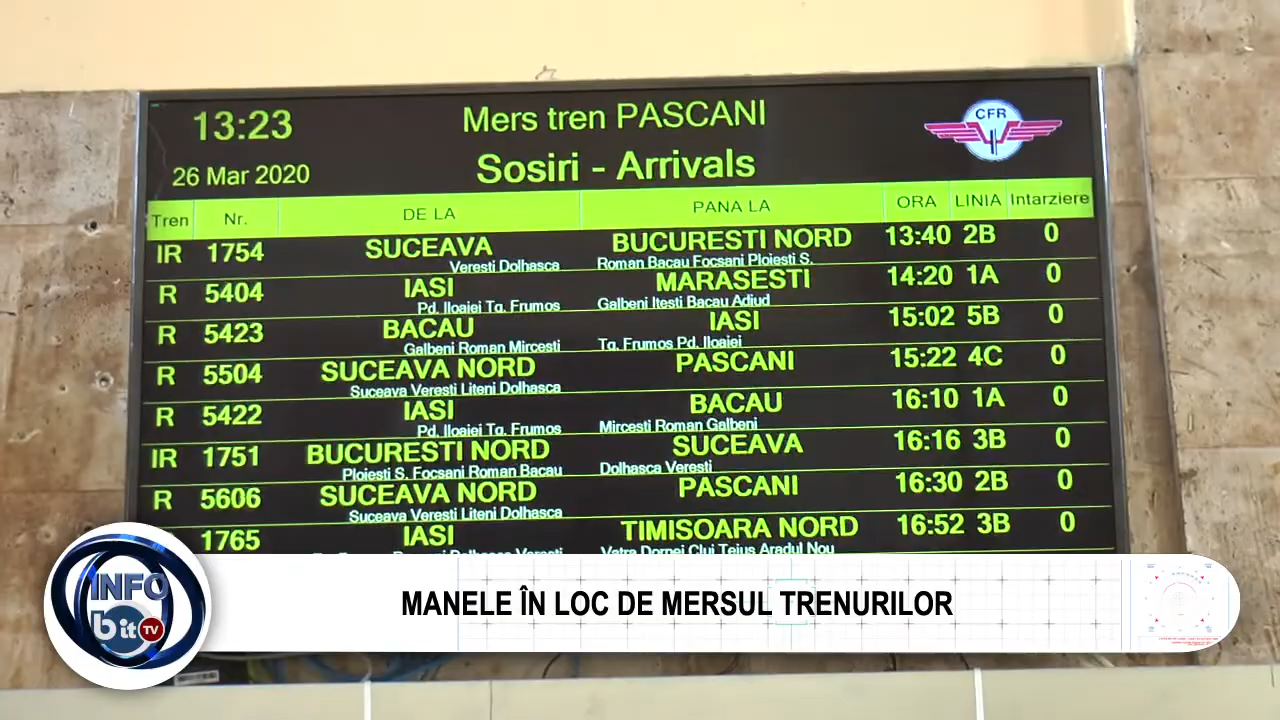 13:23
Mers tren PASCANI
CFR
26 Mar 2020
Sosiri - Arrivals
Tren Nr. DE LA PANA LA ORA LINIA Intarziere
IR 1754 SUCEAVA BUCURESTI NORD 13:40 2B 0
Veresti Dolhasca Roman Bacau Focsani Ploiesti S.
R 5404 IASI MARASESTI 14:20 1A 0
Pd. Iloaiei Tg. Frumos Galbeni Itesti Bacau Adjud
R 5423 BACAU IASI 15:02 5B 0
Galbeni Roman Mircesti Tg. Frumos Pd. Iloaiei
R 5504 SUCEAVA NORD PASCANI 15:22 4C 0
Suceava Veresti Liteni Dolhasca
R 5422 IASI BACAU 16:10 1A 0
Pd. Iloaiei Tg. Frumos Mircesti Roman Galbeni
IR 1751 BUCURESTI NORD SUCEAVA 16:16 3B 0
Ploiesti S. Focsani Roman Bacau Dolhasca Veresti
R 5606 SUCEAVA NORD PASCANI 16:30 2B 0
Suceava Veresti Liteni Dolhasca
1765 IASI TIMISOARA NORD 16:52 3B 0
Dolhasca Veresti Vatra Dornei Cluj Teius Aradul Nou
INFO
bit TV
MANELE ÎN LOC DE MERSUL TRENURILOR